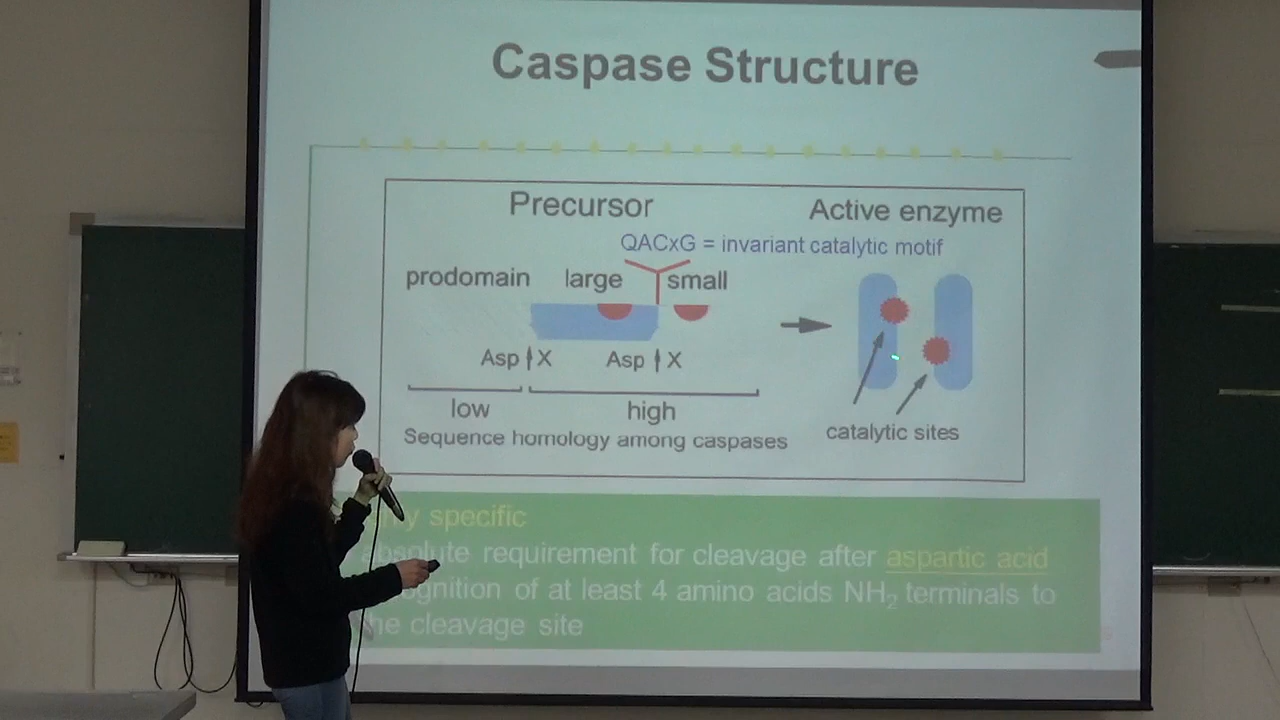 Caspase Structure
Precursor
Active enzyme
QACxG = invariant catalytic motif
prodomain large small
Asp X Asp X
low high
Sequence homology among caspases
catalytic sites
specific
requirement for cleavage after aspartic acid
of at least 4 amino acids NH₂ terminals to
cleavage site